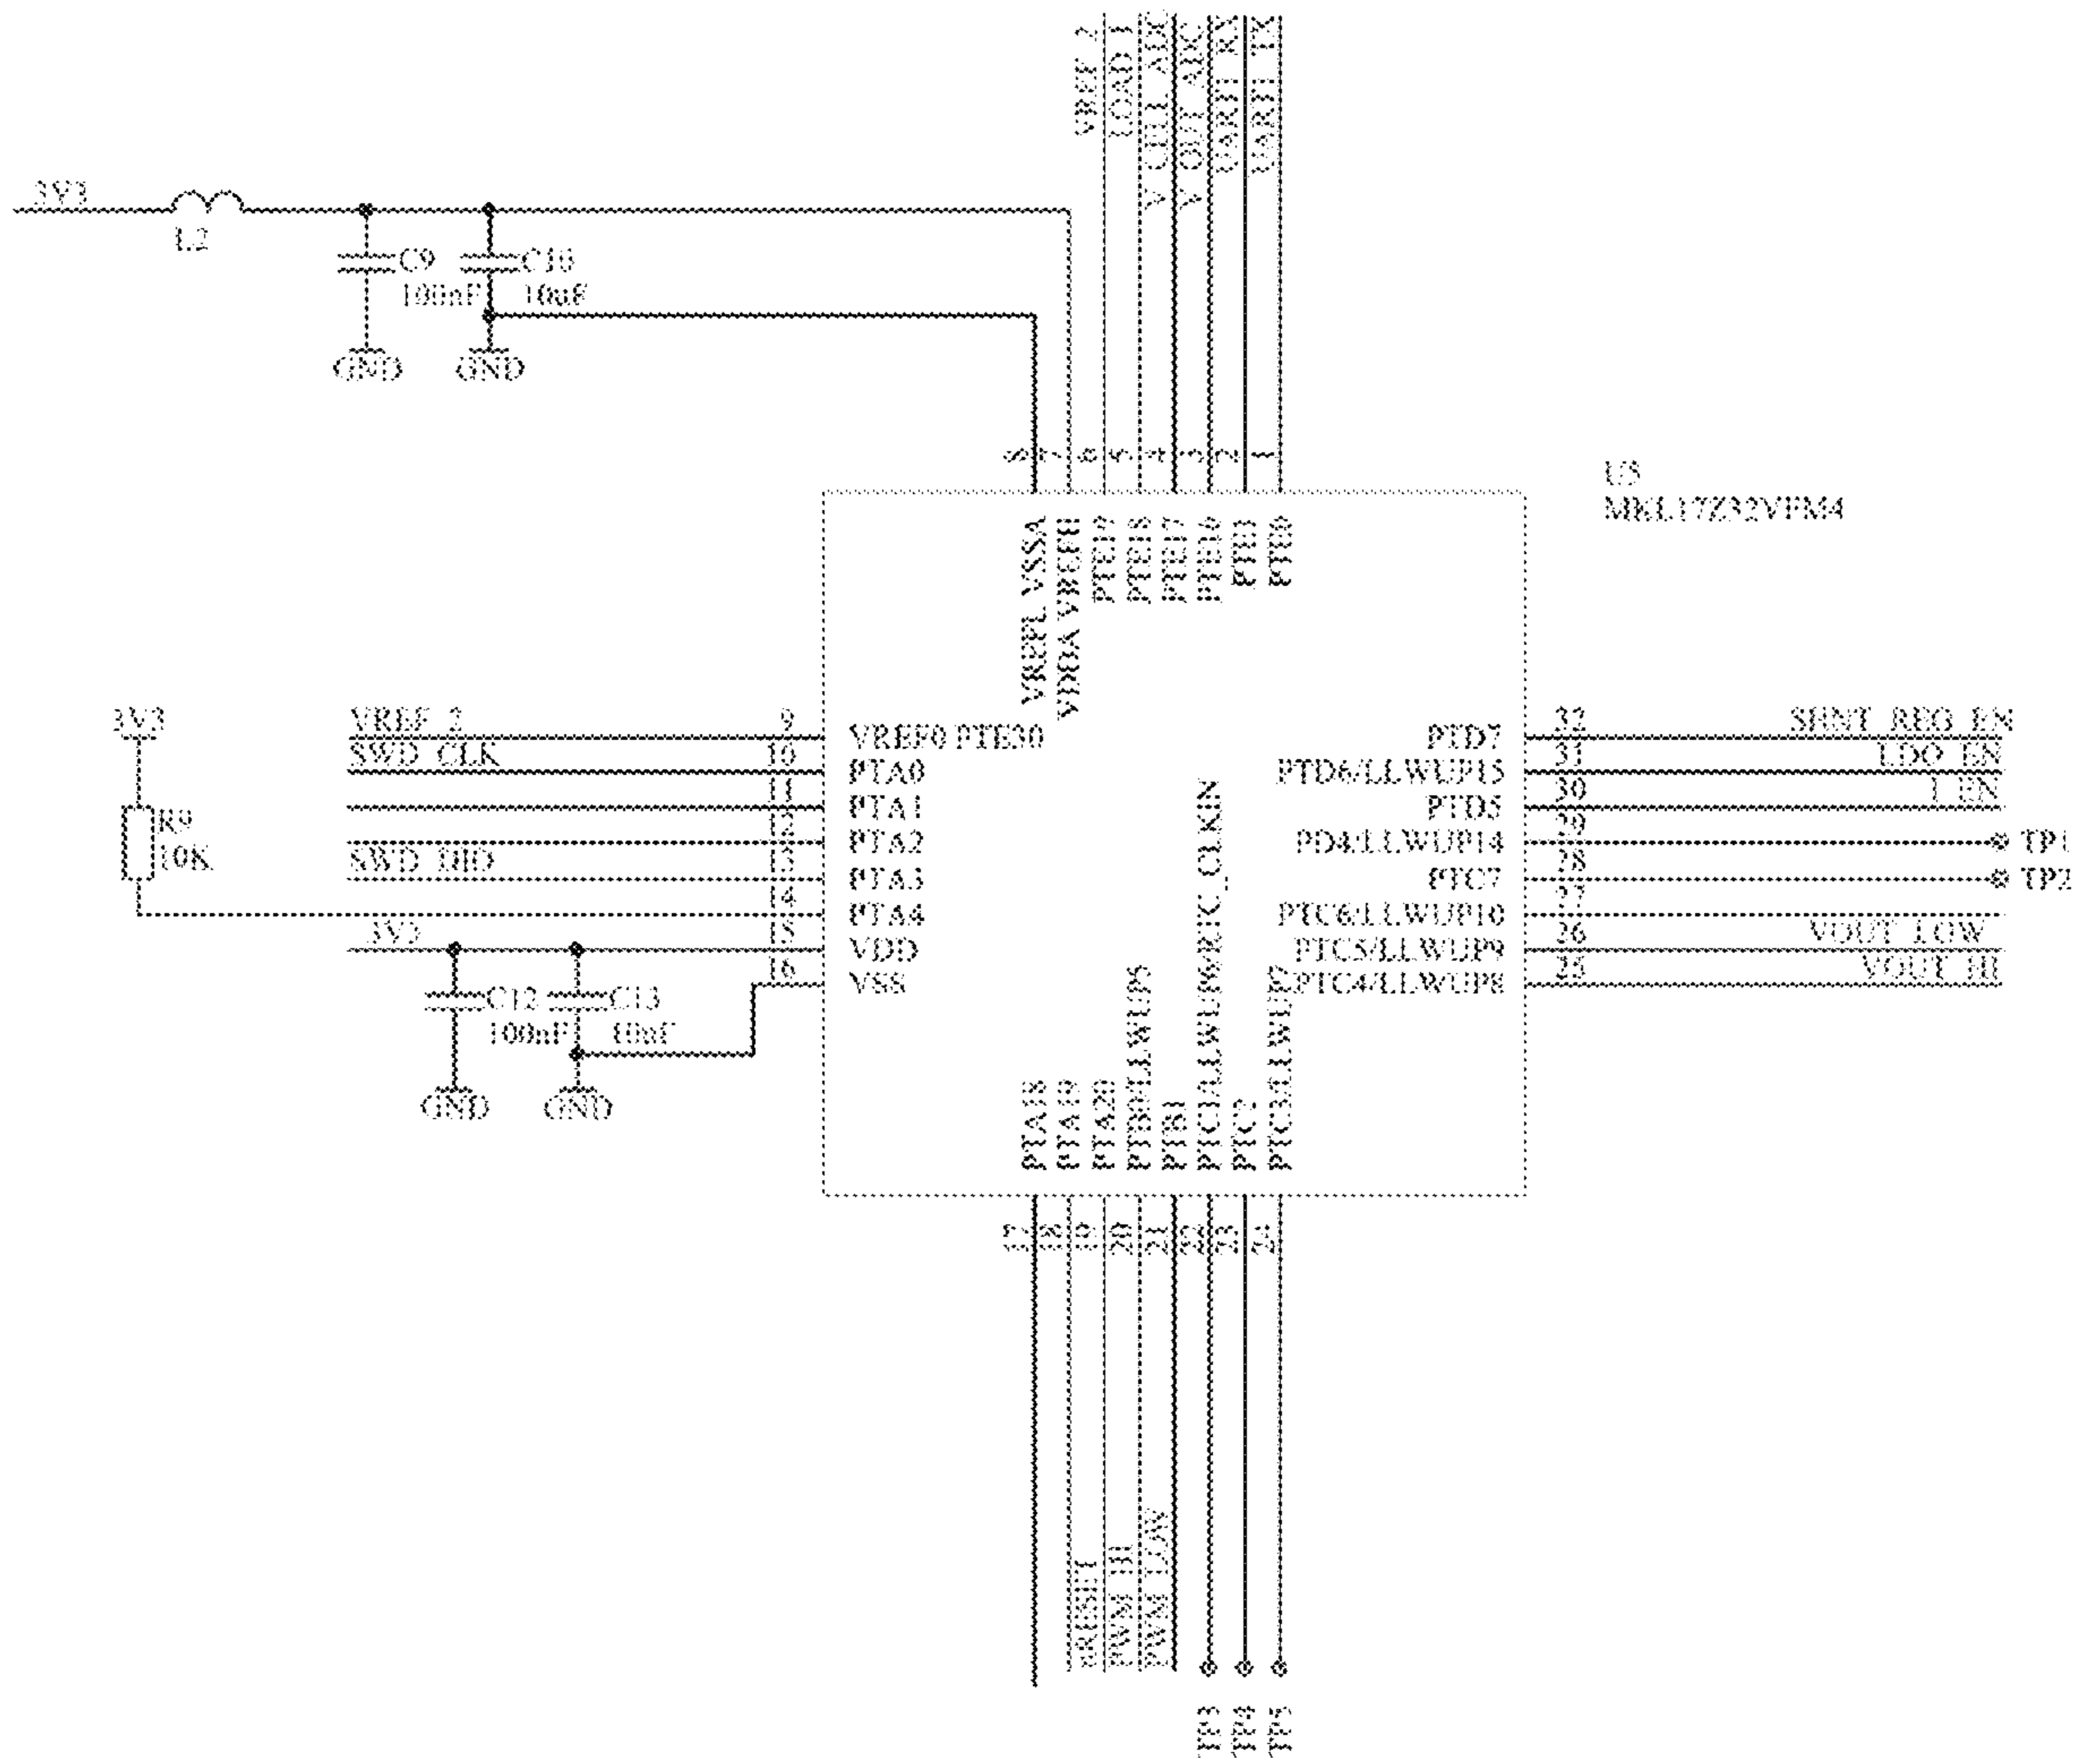 VREF_2
LOAD_1
V_CELL_ADC
V_OUT_ADC
UART1_RX
UART1_TX
3V3
L2
C9
100nF
C10
10uF
GND
GND
8
7
6
5
4
3
2
1
U3
MKL17Z32VFM4
VREFL VSSA
VDDA VREFH
PTE19
PTE18
PTE17
PTE16
PTE1
PTE0
3V3
R9
10K
VREF_2
9
VREF0 PTE30
SWD_CLK
10
PTA0
11
PTA1
12
PTA2
SWD_DIO
13
PTA3
14
PTA4
3V3
15
VDD
16
VSS
C12
100nF
C13
10uF
GND
GND
PTD7
32
SHNT_REG_EN
PTD6/LLWUP15
31
LDO_EN
PTD5
30
1_EN
PD4/LLWUP14
29
TP1
PTC7
28
TP2
PTC6/LLWUP10
27
PTC5/LLWUP9
26
VOUT_LOW
PTC4/LLWUP8
25
VOUT_HI
PTA18
PTA19
PTA20
PTB0/LLWUP5
PTB1
PTC1/LLWUP6/RTC_CLKIN
PTC2
PTC3/LLWUP7
17
18
19
20
21
22
23
24
nRESET
PWM_HI
PWM_LOW
TP3
TP4
TP5